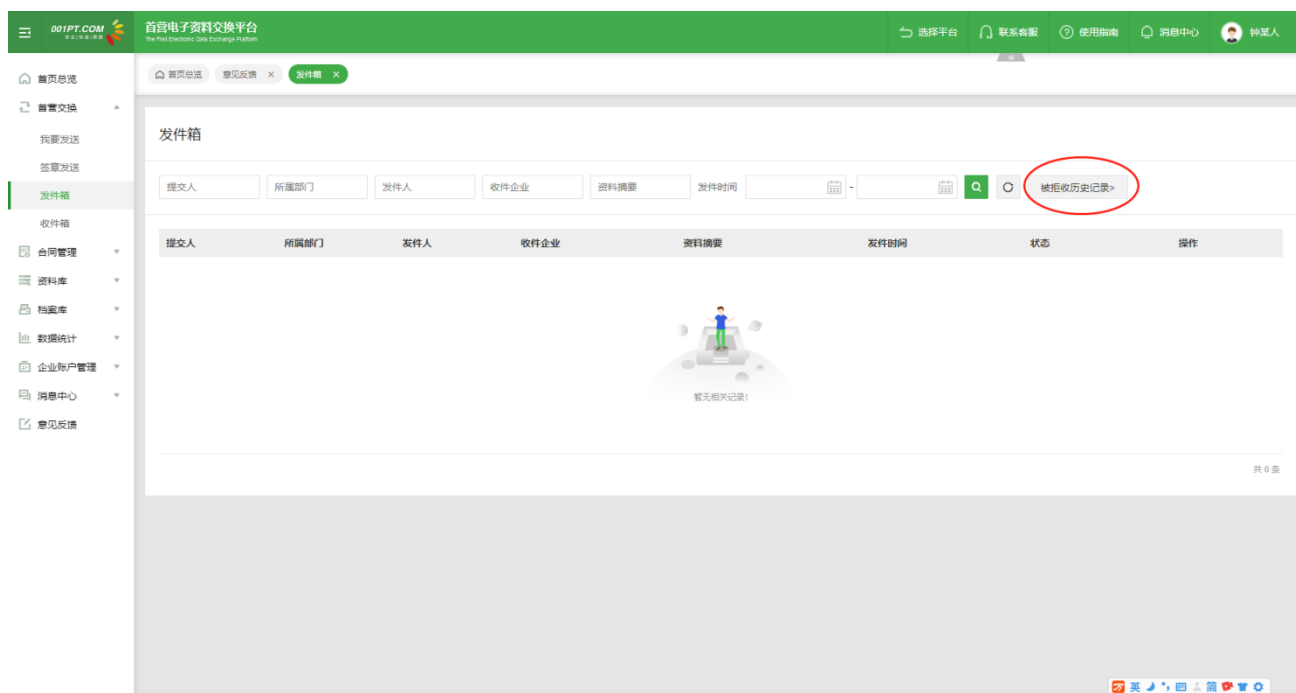 001PT.COM
首营电子资料交换平台
The First Electronic Data Exchange Platform
选择平台
联系客服
使用指南
消息中心
钟某人
首页总览
意见反馈 ×
发件箱 ×
首页总览
首营交换
我要发送
签章发送
发件箱
收件箱
合同管理
资料库
档案库
数据统计
企业账户管理
消息中心
意见反馈
发件箱
提交人 所属部门 发件人 收件企业 资料摘要 发件时间 - 被拒收历史记录>
提交人 所属部门 发件人 收件企业 资料摘要 发件时间 状态 操作
暂无相关记录!
共 0 条
英 简